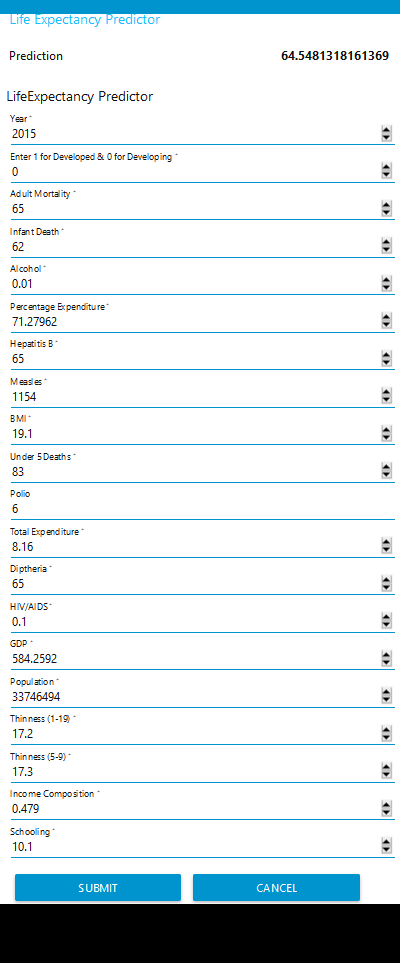 Life Expectancy Predictor
Prediction 64.5481318161369
LifeExpectancy Predictor
Year *
2015
Enter 1 for Developed & 0 for Developing *
0
Adult Mortality *
65
Infant Death *
62
Alcohol *
0.01
Percentage Expenditure *
71.27962
Hepatitis B *
65
Measles *
1154
BMI *
19.1
Under 5 Deaths *
83
Polio
6
Total Expenditure *
8.16
Diptheria *
65
HIV/AIDS *
0.1
GDP *
584.2592
Population *
33746494
Thinness (1-19) *
17.2
Thinness (5-9) *
17.3
Income Composition *
0.479
Schooling *
10.1
SUBMIT CANCEL